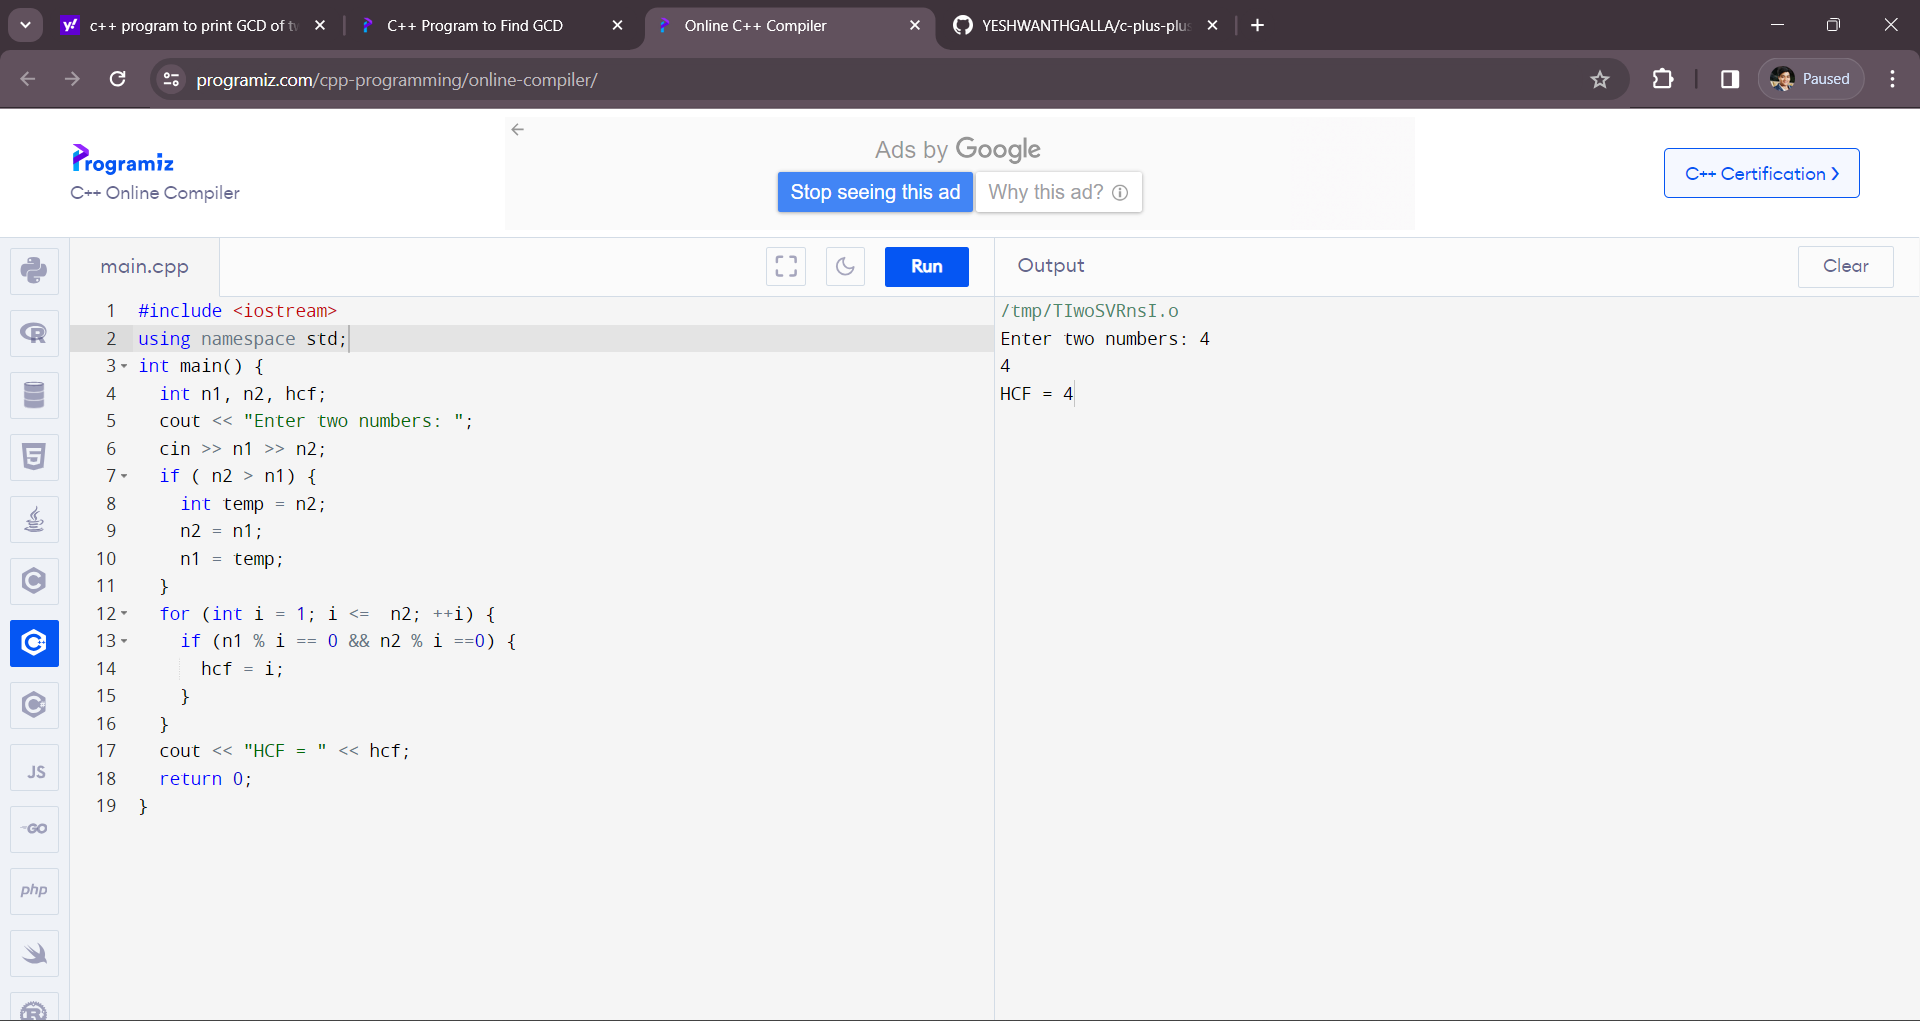 c++ program to print GCD of tw
C++ Program to Find GCD
Online C++ Compiler
YESHWANTHGALLA/c-plus-plus
programiz.com/cpp-programming/online-compiler/
Paused
Programiz
C++ Online Compiler
Ads by Google
Stop seeing this ad
Why this ad?
C++ Certification >
main.cpp
Run
Output
Clear
1 #include <iostream>
2 using namespace std;
3 int main() {
4 int n1, n2, hcf;
5 cout << "Enter two numbers: ";
6 cin >> n1 >> n2;
7 if ( n2 > n1) {
8 int temp = n2;
9 n2 = n1;
10 n1 = temp;
11 }
12 for (int i = 1; i <=  n2; ++i) {
13 if (n1 % i == 0 && n2 % i ==0) {
14 hcf = i;
15 }
16 }
17 cout << "HCF = " << hcf;
18 return 0;
19 }
/tmp/TIwoSVRnsI.o
Enter two numbers: 4
4
HCF = 4
JS
GO
php